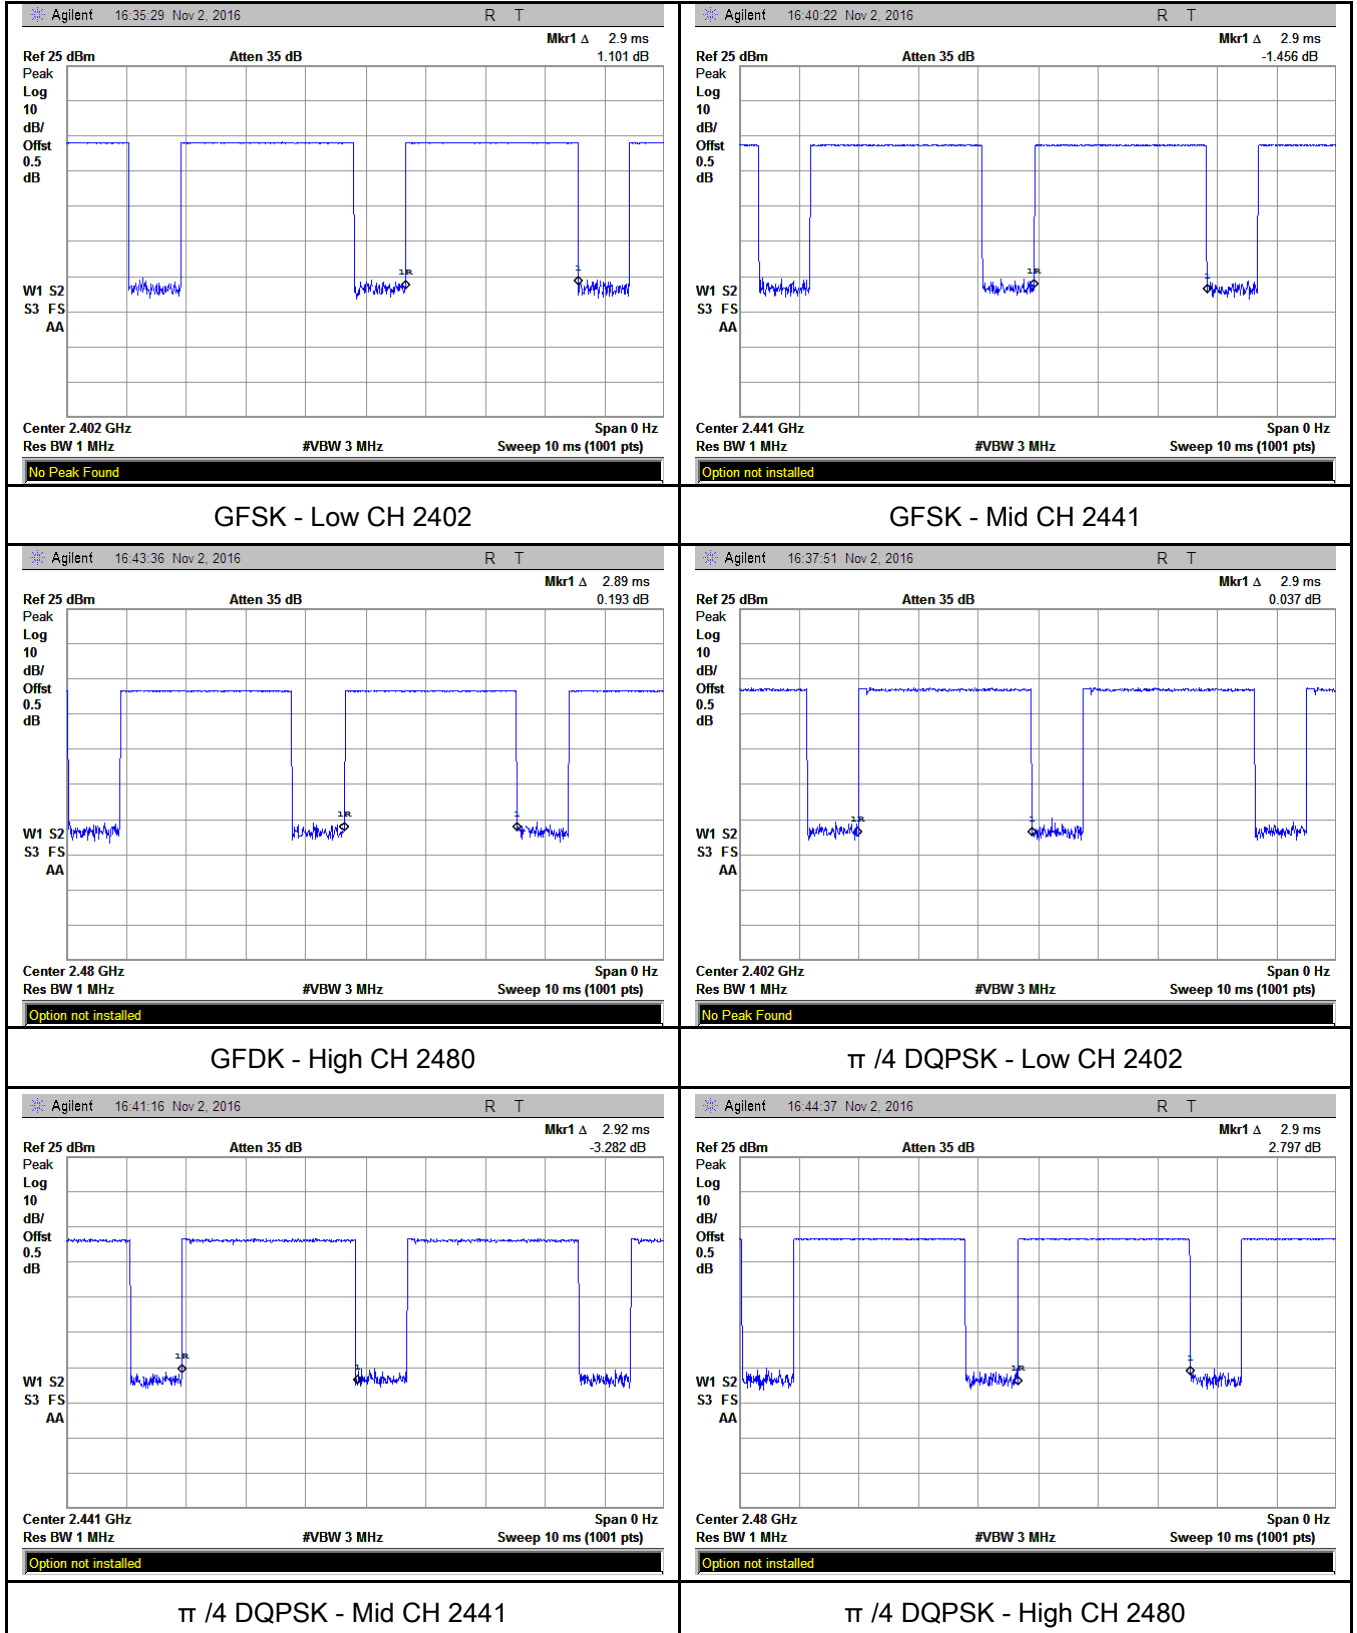 Agilent 16:35:29 Nov 2, 2016 R T
Mkr1 Δ 2.9 ms
Ref 25 dBm Atten 35 dB 1.101 dB
Peak
Log
10
dB/
Offst
0.5
dB
1R
1
W1 S2
S3 FS
AA
Center 2.402 GHz Span 0 Hz
Res BW 1 MHz #VBW 3 MHz Sweep 10 ms (1001 pts)
No Peak Found
GFSK - Low CH 2402
Agilent 16:40:22 Nov 2, 2016 R T
Mkr1 Δ 2.9 ms
Ref 25 dBm Atten 35 dB -1.456 dB
Peak
Log
10
dB/
Offst
0.5
dB
1R
1
W1 S2
S3 FS
AA
Center 2.441 GHz Span 0 Hz
Res BW 1 MHz #VBW 3 MHz Sweep 10 ms (1001 pts)
Option not installed
GFSK - Mid CH 2441
Agilent 16:43:36 Nov 2, 2016 R T
Mkr1 Δ 2.89 ms
Ref 25 dBm Atten 35 dB 0.193 dB
Peak
Log
10
dB/
Offst
0.5
dB
1R
1
W1 S2
S3 FS
AA
Center 2.48 GHz Span 0 Hz
Res BW 1 MHz #VBW 3 MHz Sweep 10 ms (1001 pts)
Option not installed
GFDK - High CH 2480
Agilent 16:37:51 Nov 2, 2016 R T
Mkr1 Δ 2.9 ms
Ref 25 dBm Atten 35 dB 0.037 dB
Peak
Log
10
dB/
Offst
0.5
dB
1R
1
W1 S2
S3 FS
AA
Center 2.402 GHz Span 0 Hz
Res BW 1 MHz #VBW 3 MHz Sweep 10 ms (1001 pts)
No Peak Found
π /4 DQPSK - Low CH 2402
Agilent 16:41:16 Nov 2, 2016 R T
Mkr1 Δ 2.92 ms
Ref 25 dBm Atten 35 dB -3.282 dB
Peak
Log
10
dB/
Offst
0.5
dB
1R
1
W1 S2
S3 FS
AA
Center 2.441 GHz Span 0 Hz
Res BW 1 MHz #VBW 3 MHz Sweep 10 ms (1001 pts)
Option not installed
π /4 DQPSK - Mid CH 2441
Agilent 16:44:37 Nov 2, 2016 R T
Mkr1 Δ 2.9 ms
Ref 25 dBm Atten 35 dB 2.797 dB
Peak
Log
10
dB/
Offst
0.5
dB
1R
1
W1 S2
S3 FS
AA
Center 2.48 GHz Span 0 Hz
Res BW 1 MHz #VBW 3 MHz Sweep 10 ms (1001 pts)
Option not installed
π /4 DQPSK - High CH 2480